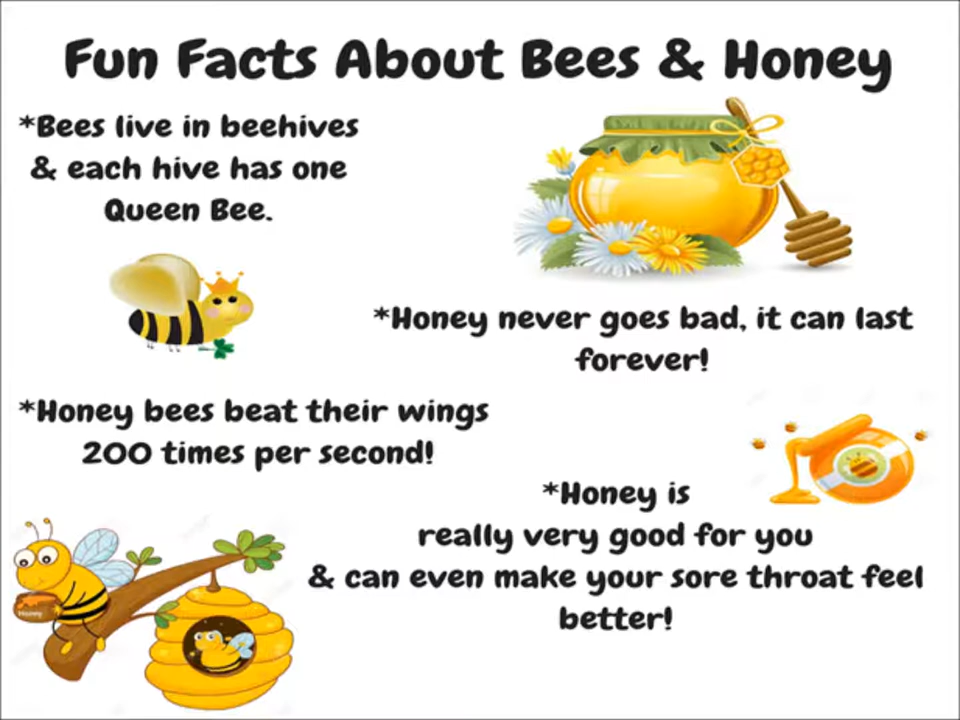 Fun Facts About Bees & Honey
*Bees live in beehives
& each hive has one
Queen Bee.
*Honey never goes bad, it can last
forever!
*Honey bees beat their wings
200 times per second!
*Honey is
really very good for you
& can even make your sore throat feel
better!
Honey